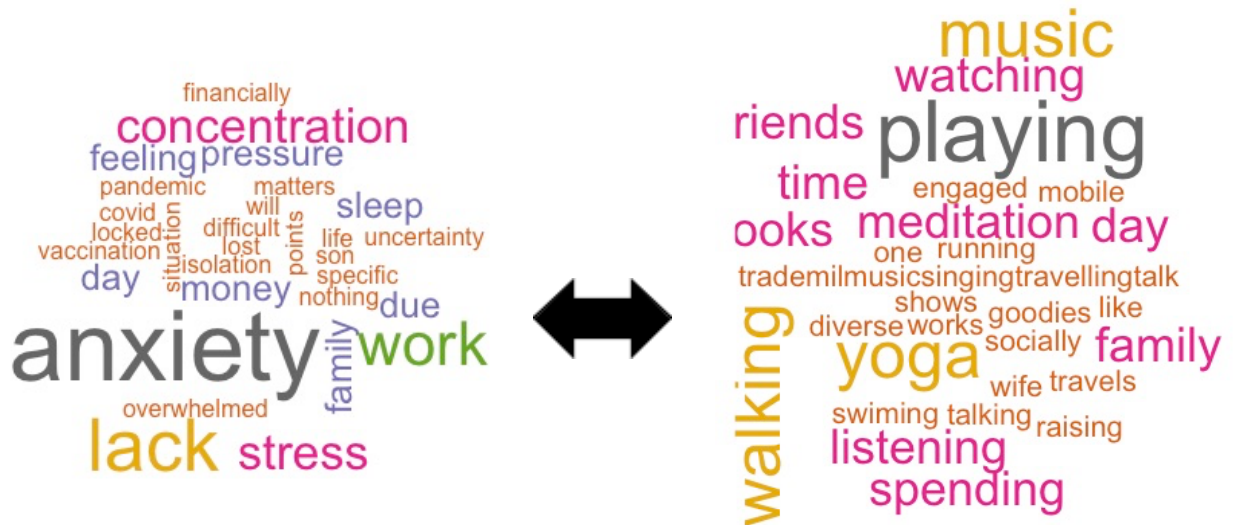 financially
concentration
feeling pressure
pandemic matters
covid will sleep
locked situation difficult points
vaccination lost life uncertainty
isolation son
day money specific
nothing due
anxiety family work
overwhelmed
lack stress
music
watching
riends playing
time engaged mobile
ooks meditation day
one running
trademilmusicsingingtravellingtalk
shows goodies like
walking diverse works socially family
yoga wife travels
swiming talking raising
listening
spending